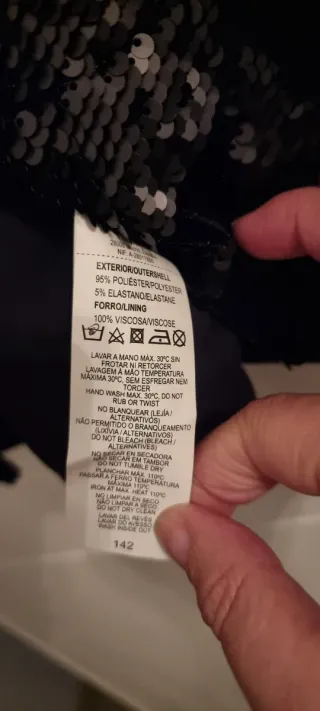 EXTERIOR/OUTERSHELL
95% POLIÉSTER/POLYESTER
5% ELASTANO/ELASTANE
FORRO/LINING
100% VISCOSA/VISCOSE
LAVAR A MANO MÁX. 30ºC SIN
FROTAR NI RETORCER
LAVAGEM À MÃO TEMPERATURA
MÁXIMA 30ºC, SEM ESFREGAR NEM
TORCER
HAND WASH MAX. 30ºC, DO NOT
RUB OR TWIST
NO BLANQUEAR (LEJÍA /
ALTERNATIVOS)
NÃO PERMITIDO O BRANQUEAMENTO
(LIXÍVIA / ALTERNATIVOS)
DO NOT BLEACH (BLEACH /
ALTERNATIVES)
NO SECAR EN SECADORA
NÃO SECAR EM TAMBOR
DO NOT TUMBLE DRY
PLANCHAR MÁX. 110ºC
PASSAR A FERRO TEMPERATURA
MÁXIMA 110ºC
IRON AT MAX. HEAT 110ºC
NO LIMPIAR EN SECO
NÃO LIMPAR A SECO
DO NOT DRY CLEAN
LAVAR DEL REVÉS
LAVAR DO AVESSO
WASH INSIDE OUT
142